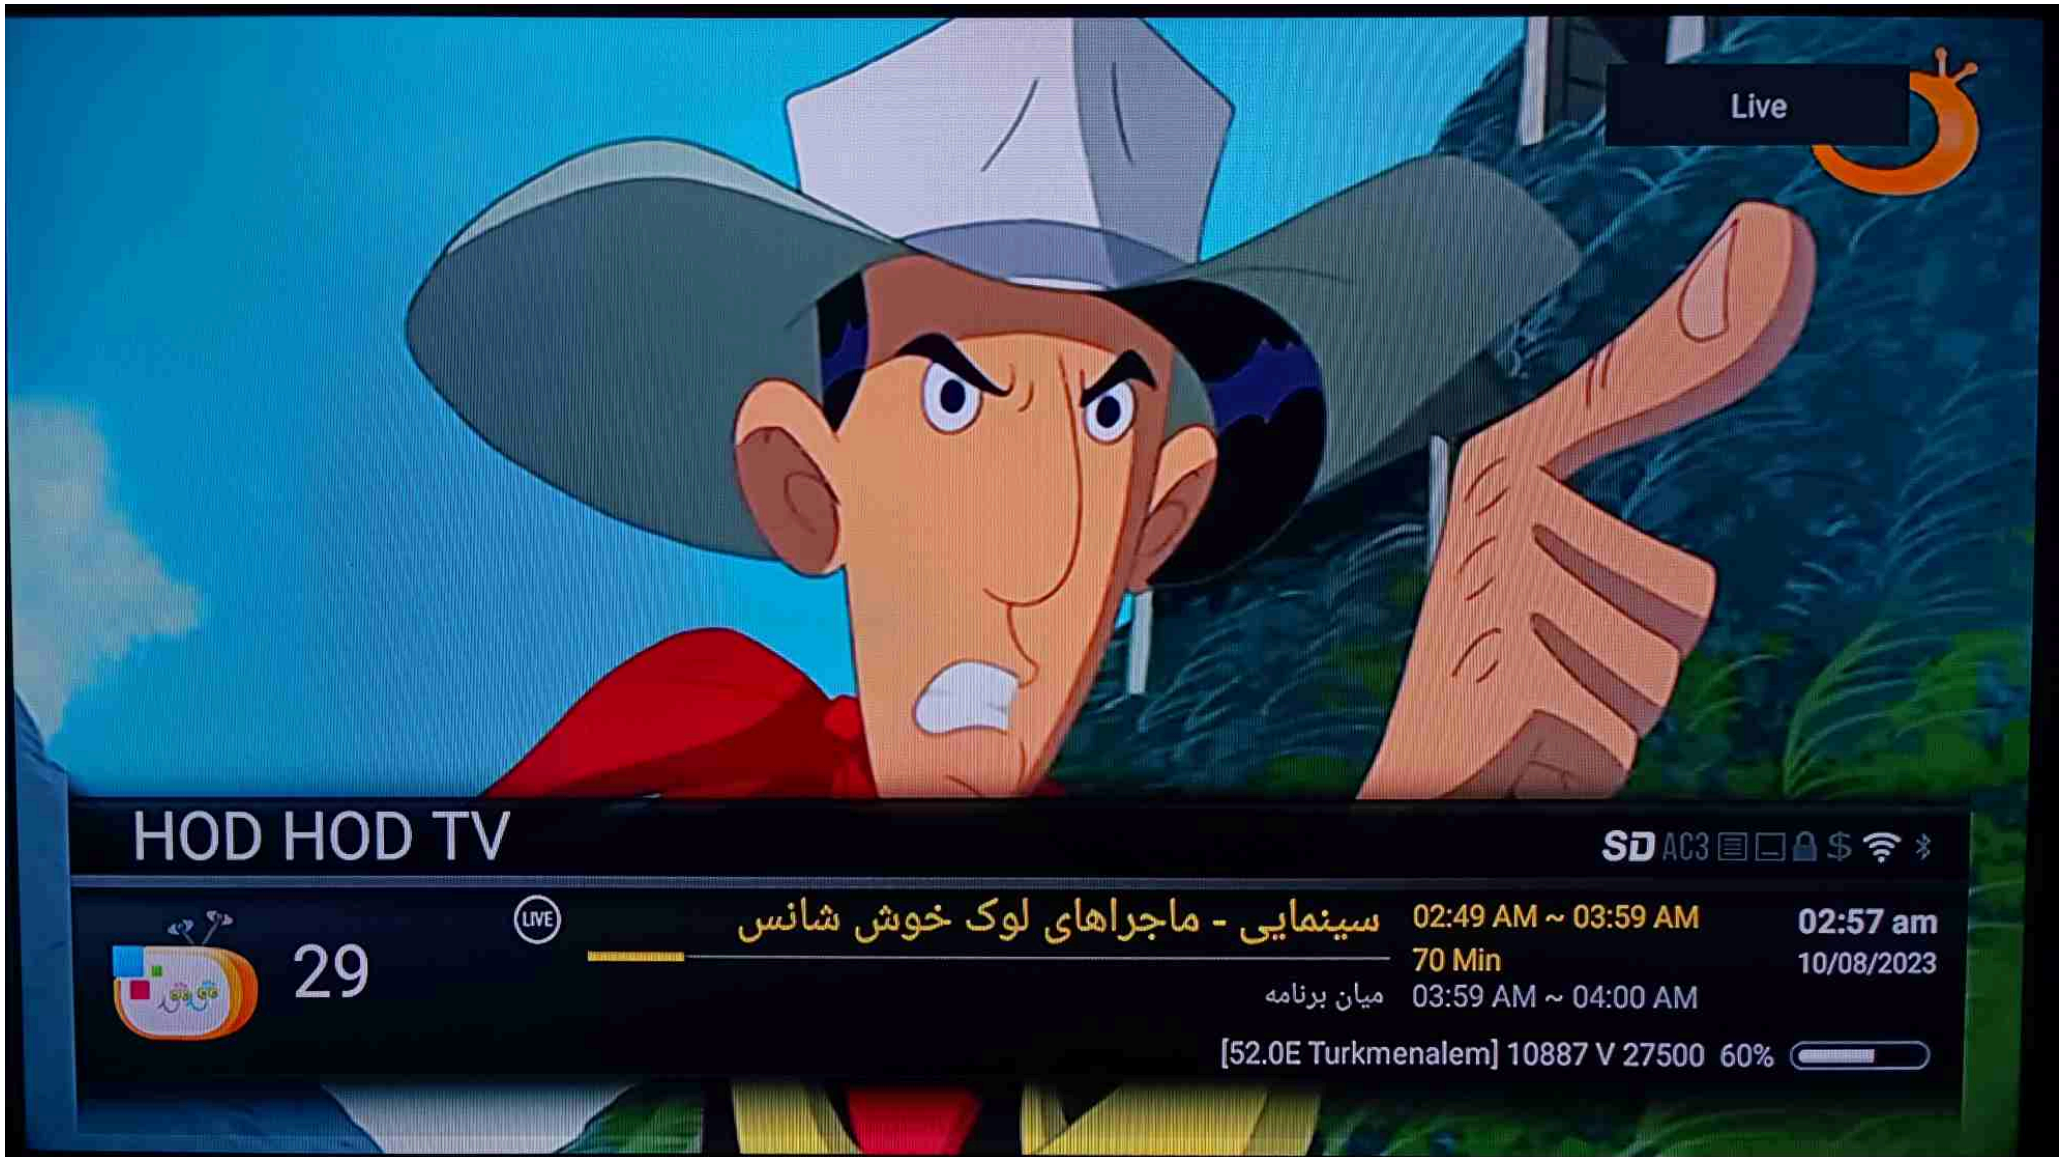 Live
HOD HOD TV
SD AC3 $
29
LIVE
سینمایی - ماجراهای لوک خوش شانس
02:49 AM ~ 03:59 AM
02:57 am
70 Min
10/08/2023
میان برنامه
03:59 AM ~ 04:00 AM
[52.0E Turkmenalem] 10887 V 27500 60%